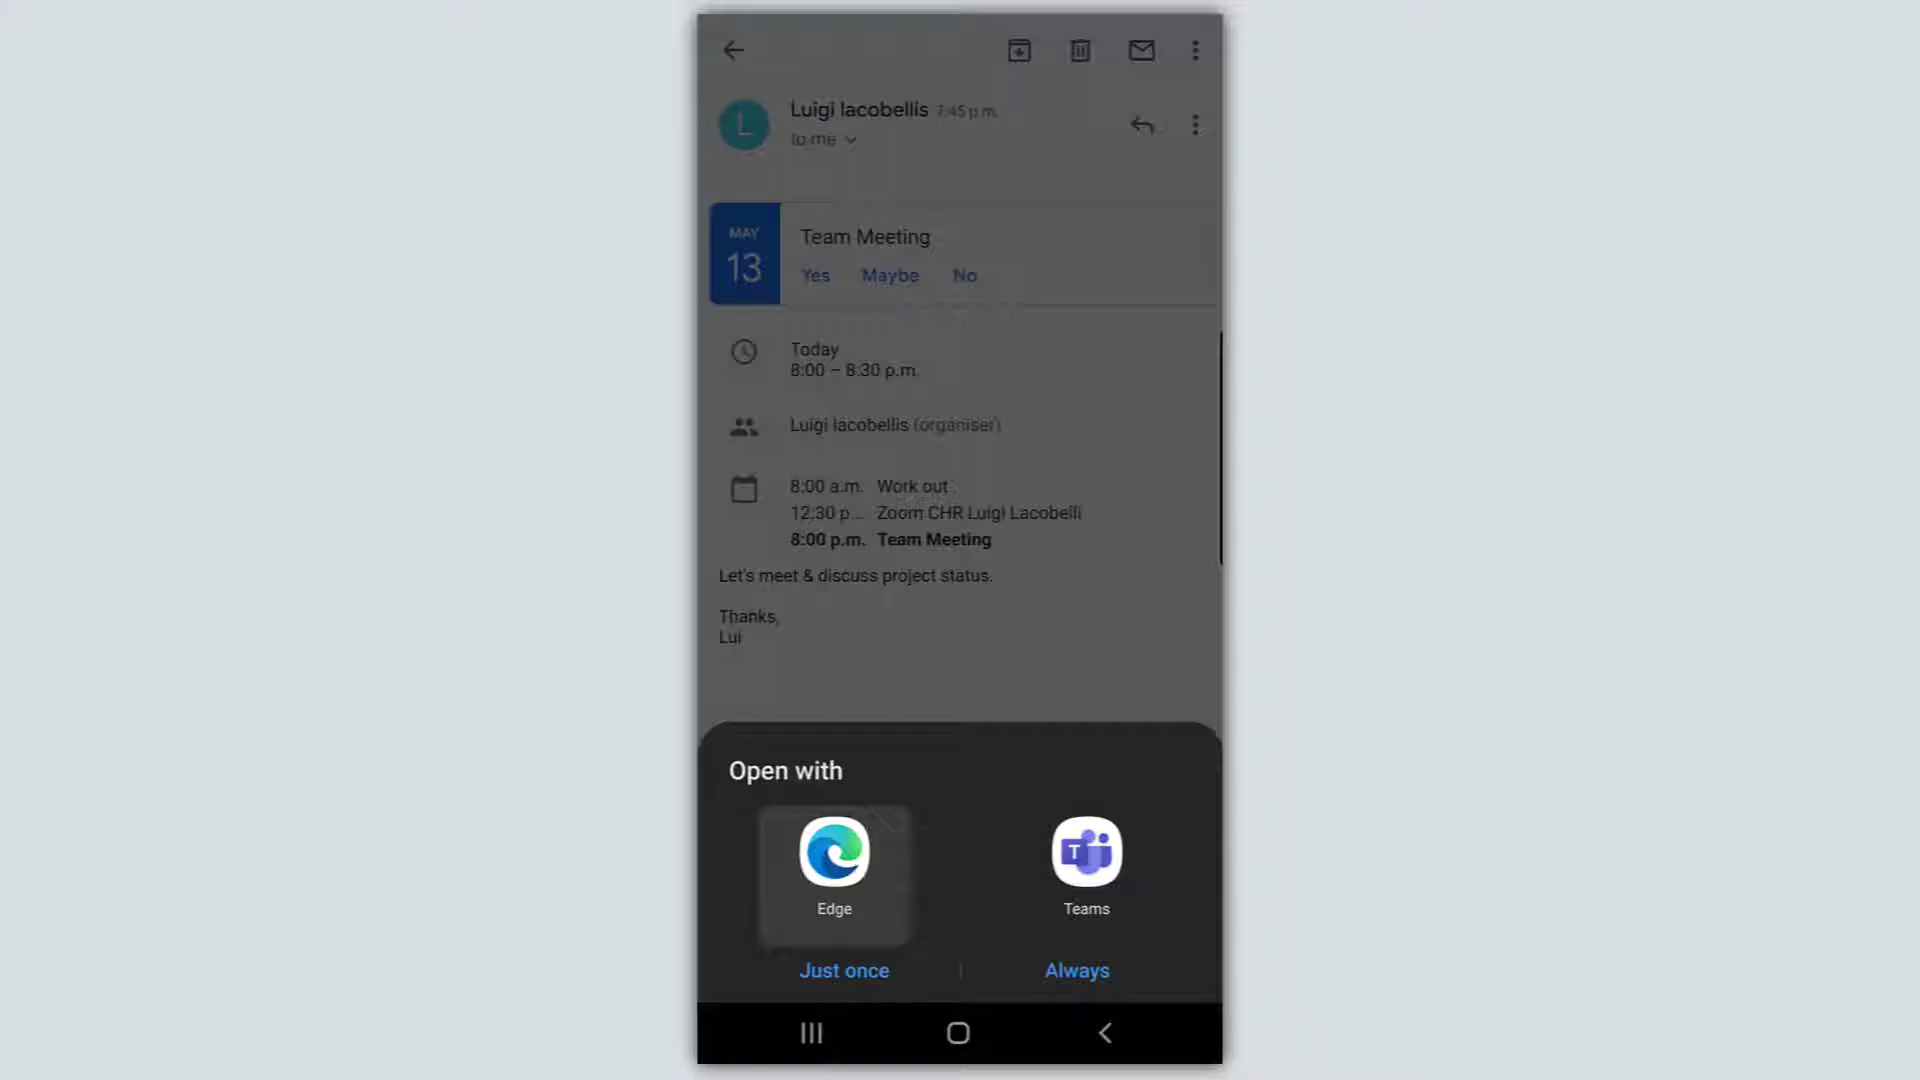 Luigi Iacobellis 7:45 p.m.
L
to me
MAY
13
Team Meeting
Yes Maybe No
Today
8:00 – 8:30 p.m.
Luigi Iacobellis (organiser)
8:00 a.m. Work out
12:30 p... Zoom CHR Luigi Lacobelli
8:00 p.m. Team Meeting
Let's meet & discuss project status.
Thanks,
Lui
Open with
T
Edge Teams
Just once Always